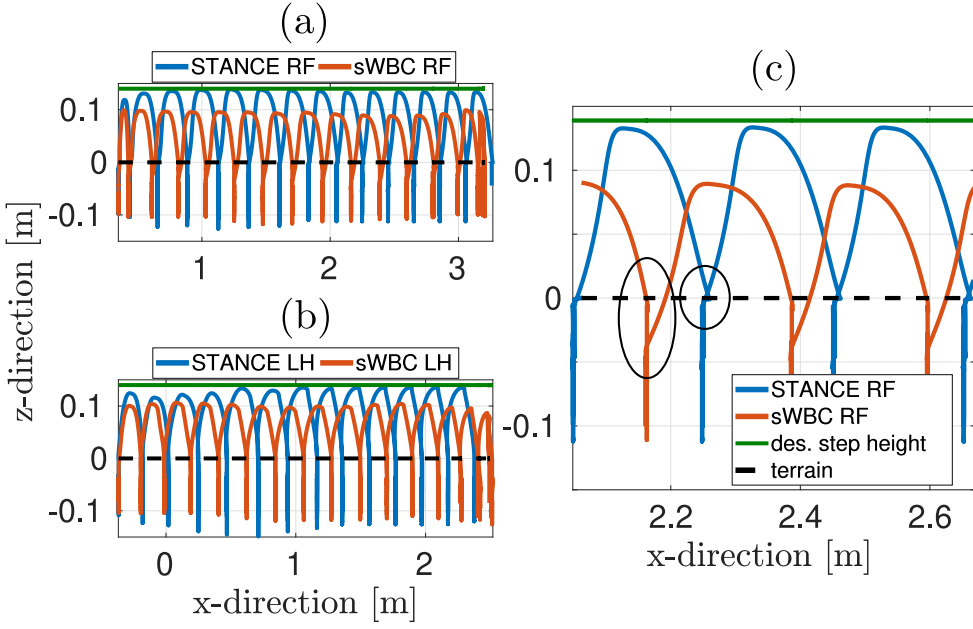 (a)
STANCE RF sWBC RF
0.1
0
-0.1
1 2 3
(b)
STANCE LH sWBC LH
0.1
0
-0.1
0 1 2
x-direction [m]
z-direction [m]
(c)
0.1
0
-0.1
STANCE RF
sWBC RF
des. step height
terrain
2.2 2.4 2.6
x-direction [m]